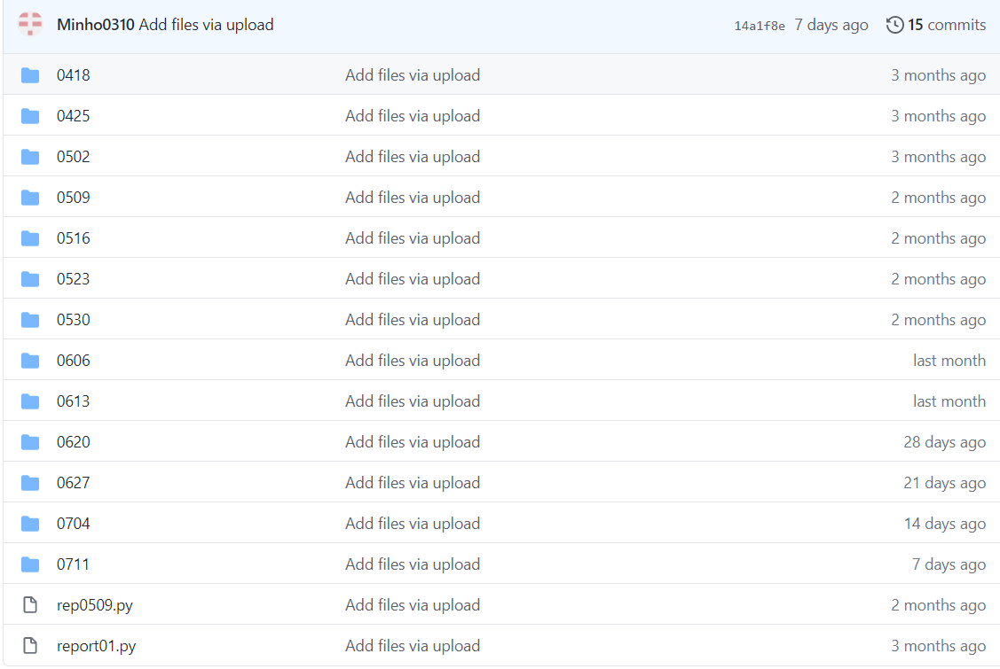 Minho0310 Add files via upload 14a1f8e 7 days ago 15 commits
0418 Add files via upload 3 months ago
0425 Add files via upload 3 months ago
0502 Add files via upload 3 months ago
0509 Add files via upload 2 months ago
0516 Add files via upload 2 months ago
0523 Add files via upload 2 months ago
0530 Add files via upload 2 months ago
0606 Add files via upload last month
0613 Add files via upload last month
0620 Add files via upload 28 days ago
0627 Add files via upload 21 days ago
0704 Add files via upload 14 days ago
0711 Add files via upload 7 days ago
rep0509.py Add files via upload 2 months ago
report01.py Add files via upload 3 months ago